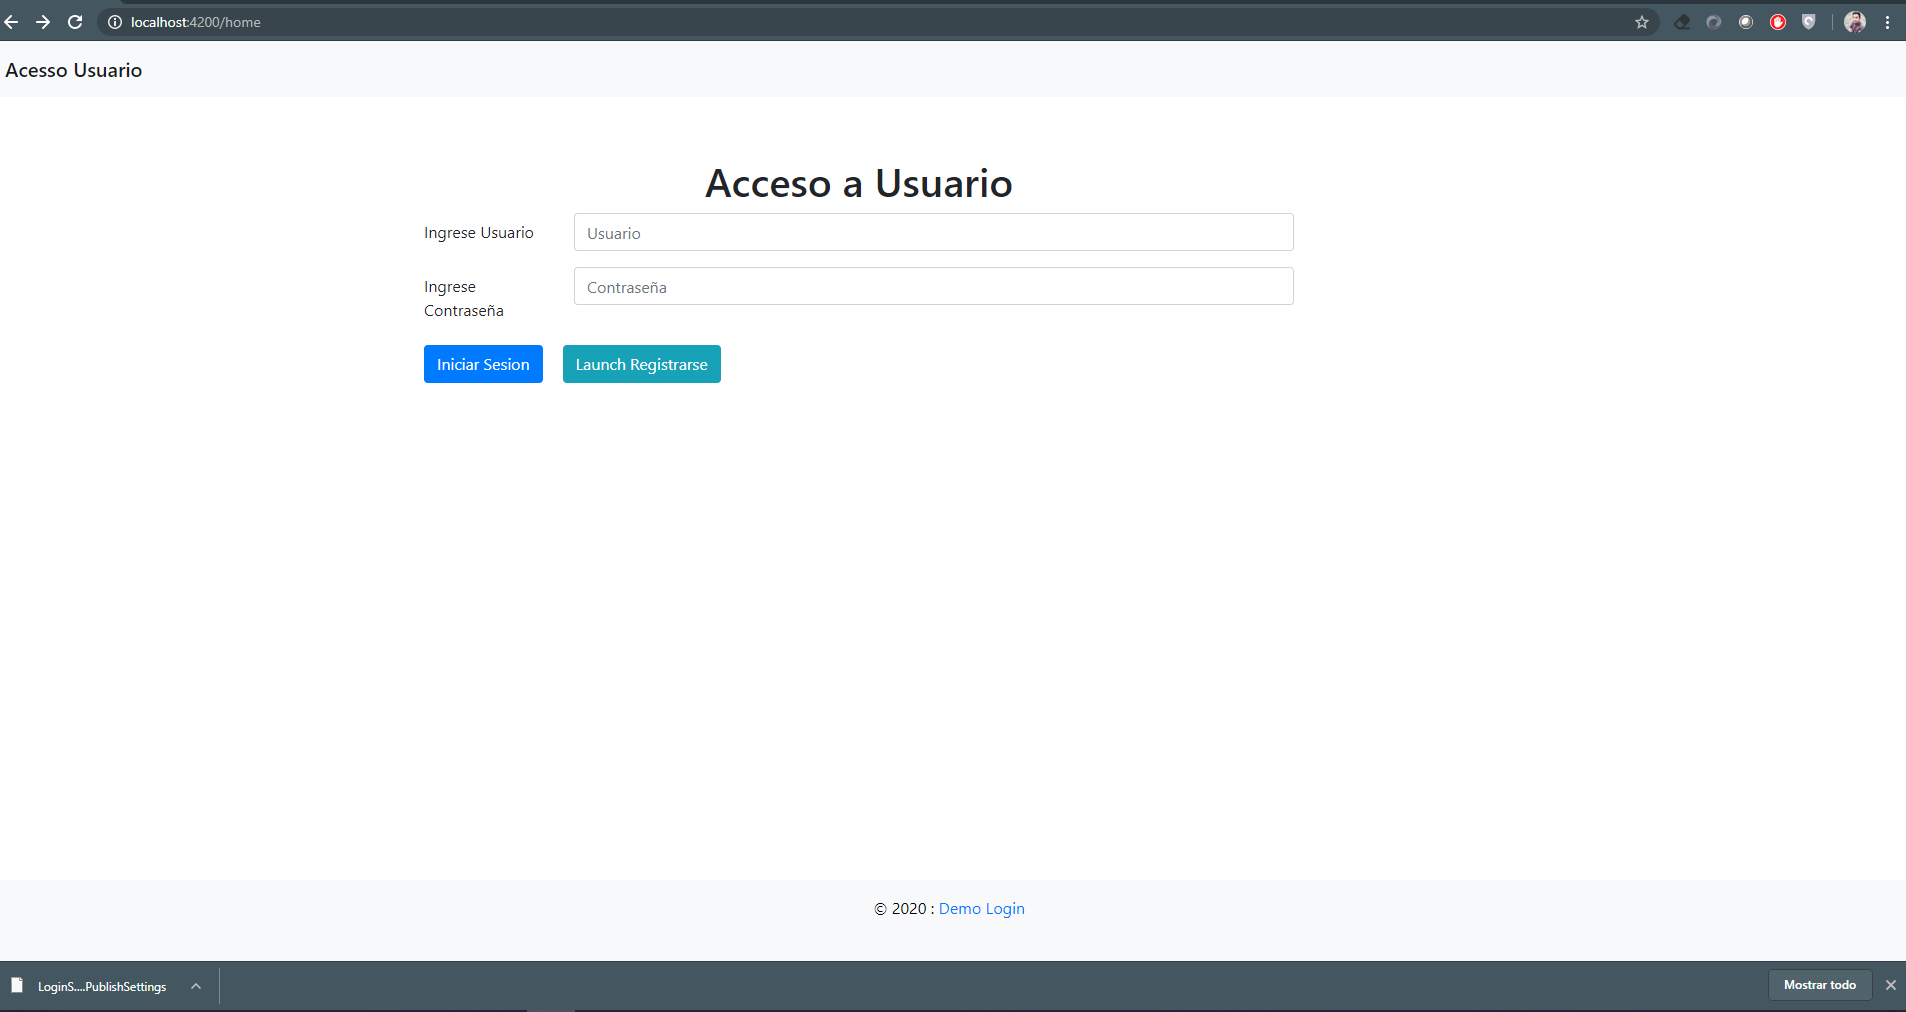 localhost:4200/home
Acesso Usuario
Acceso a Usuario
Ingrese Usuario
Usuario
Ingrese
Contraseña
Contraseña
Iniciar Sesion
Launch Registrarse
© 2020 : Demo Login
LoginS....PublishSettings
Mostrar todo